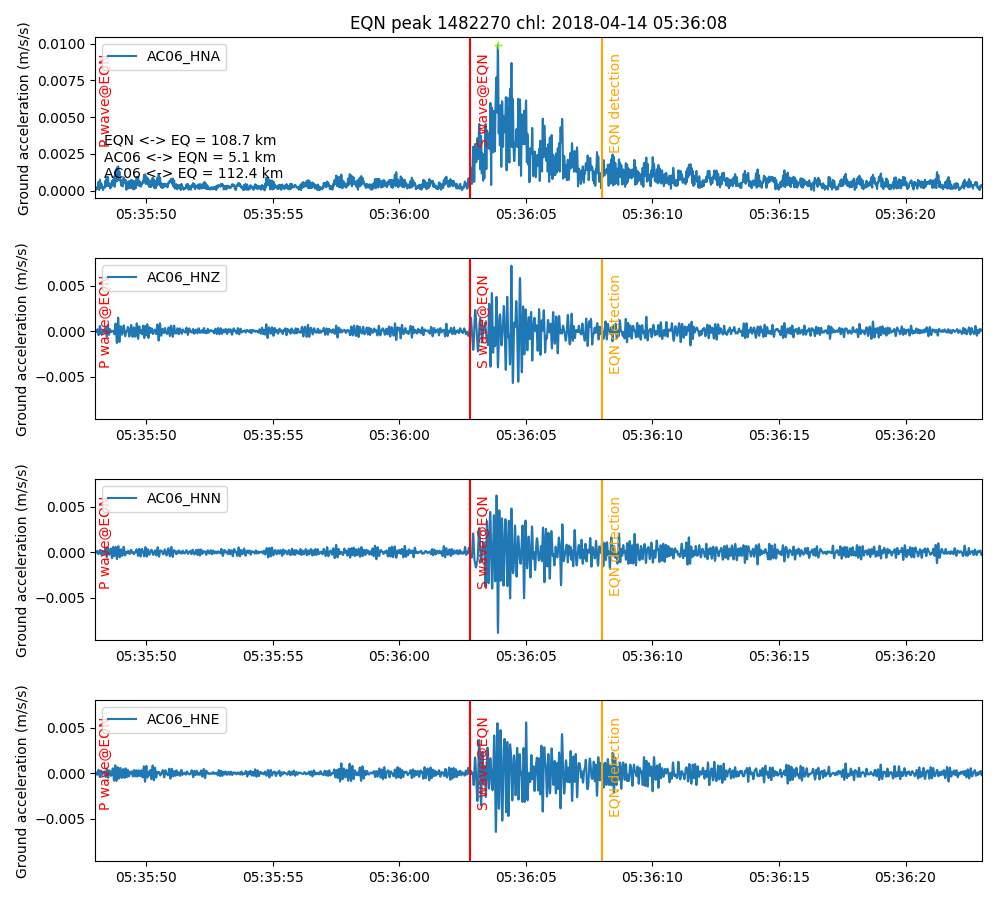 EQN peak 1482270 chl: 2018-04-14 05:36:08
Ground acceleration (m/s/s)
0.0100
0.0075
0.0050
0.0025
0.0000
AC06_HNA
P wave@EQN
S wave@EQN
EQN detection
EQN <-> EQ = 108.7 km
AC06 <-> EQN = 5.1 km
AC06 <-> EQ = 112.4 km
05:35:50 05:35:55 05:36:00 05:36:05 05:36:10 05:36:15 05:36:20
Ground acceleration (m/s/s)
0.005
0.000
−0.005
AC06_HNZ
P wave@EQN
S wave@EQN
EQN detection
05:35:50 05:35:55 05:36:00 05:36:05 05:36:10 05:36:15 05:36:20
Ground acceleration (m/s/s)
0.005
0.000
−0.005
AC06_HNN
P wave@EQN
S wave@EQN
EQN detection
05:35:50 05:35:55 05:36:00 05:36:05 05:36:10 05:36:15 05:36:20
Ground acceleration (m/s/s)
0.005
0.000
−0.005
AC06_HNE
P wave@EQN
S wave@EQN
EQN detection
05:35:50 05:35:55 05:36:00 05:36:05 05:36:10 05:36:15 05:36:20